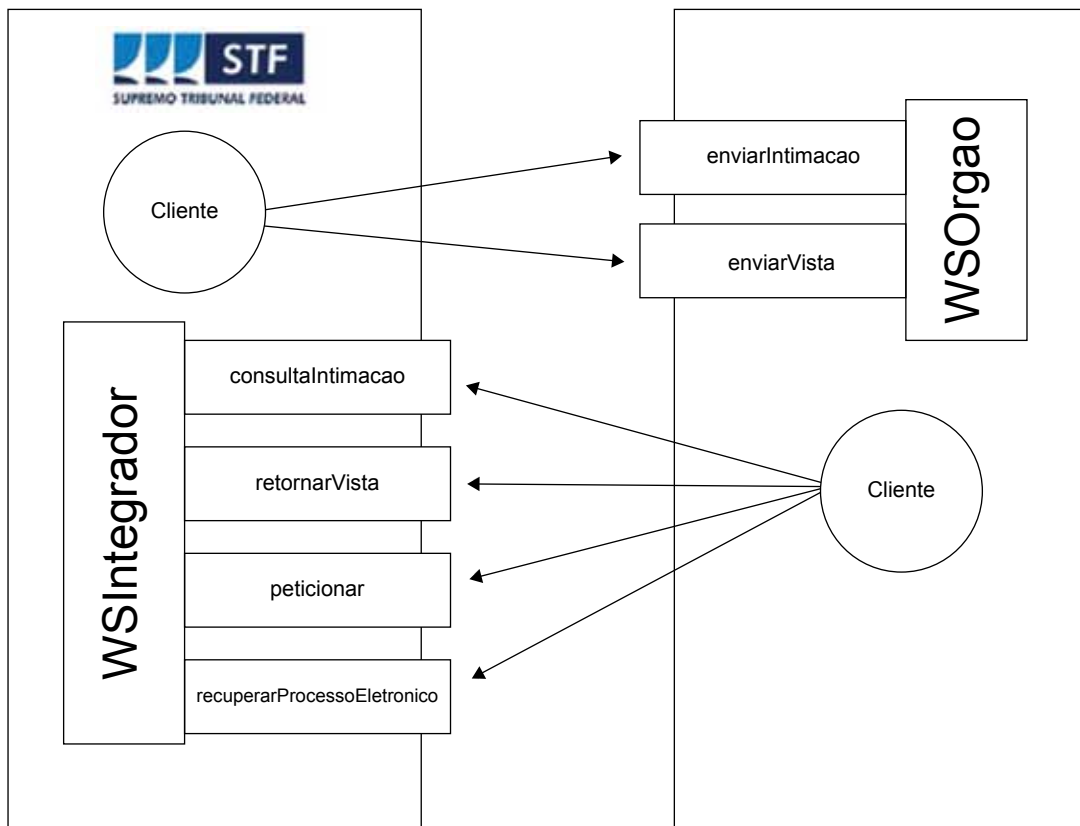 STF
SUPREMO TRIBUNAL FEDERAL
Cliente
enviarIntimacao
enviarVista
WSOrgao
WSIntegrador
consultaIntimacao
retornarVista
peticionar
recuperarProcessoEletronico
Cliente